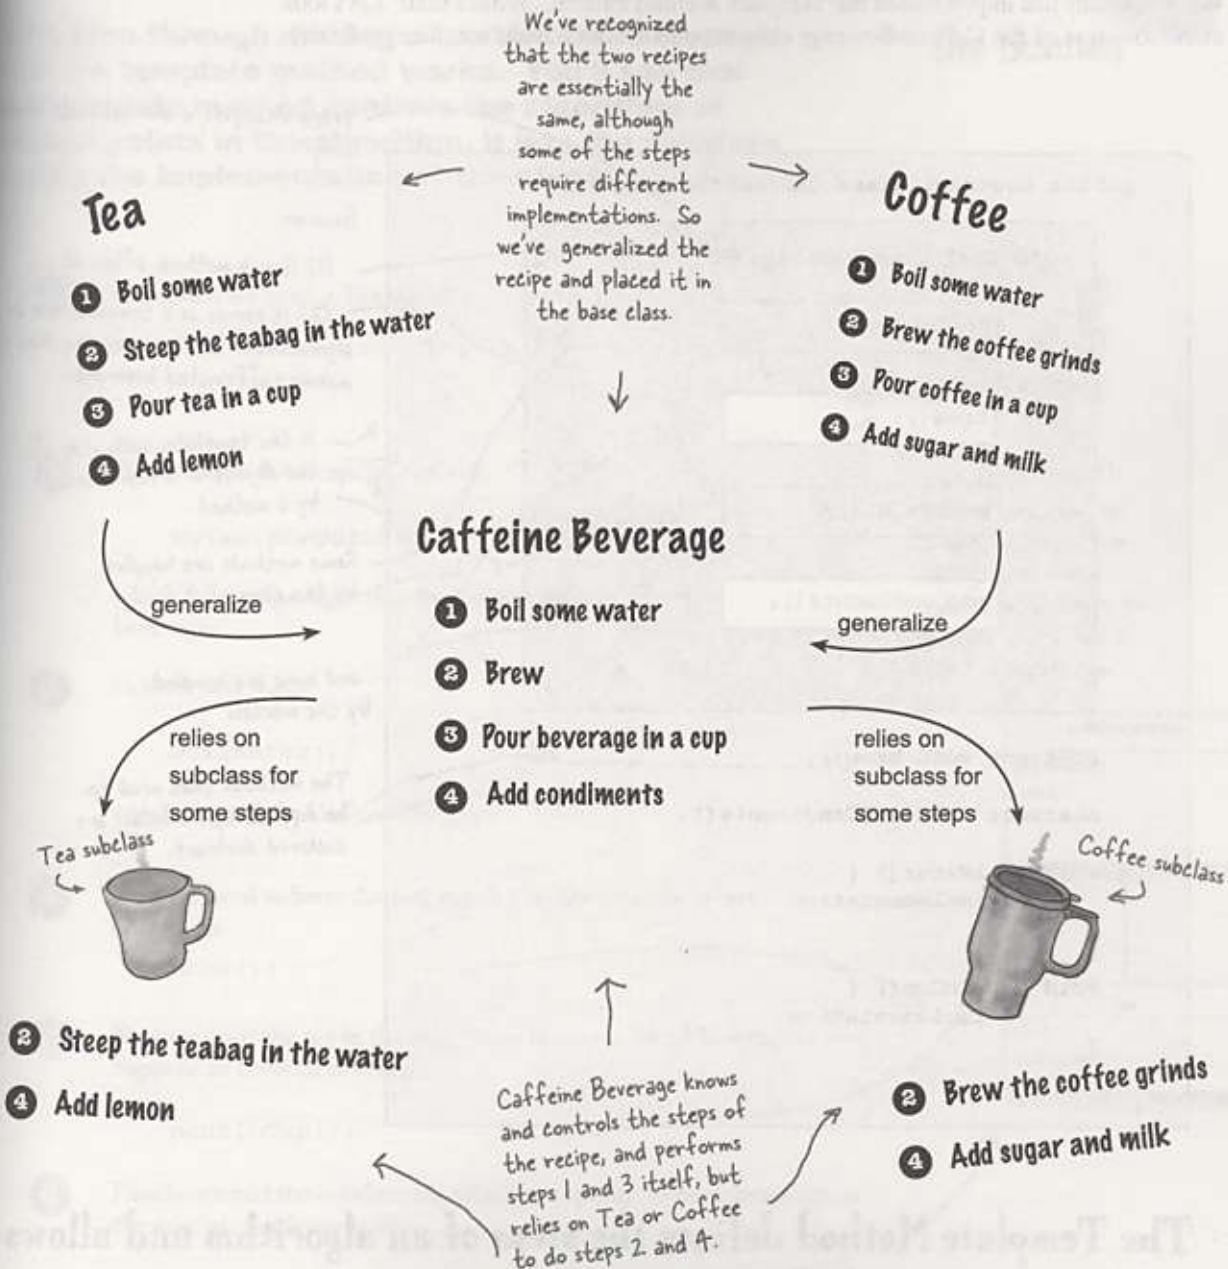 We've recognized
that the two recipes
are essentially the
same, although
some of the steps
require different
implementations. So
we've generalized the
recipe and placed it in
the base class.
Tea
1 Boil some water
2 Steep the teabag in the water
3 Pour tea in a cup
4 Add lemon
Coffee
1 Boil some water
2 Brew the coffee grinds
3 Pour coffee in a cup
4 Add sugar and milk
Caffeine Beverage
1 Boil some water
2 Brew
3 Pour beverage in a cup
4 Add condiments
generalize
generalize
relies on
subclass for
some steps
relies on
subclass for
some steps
Tea subclass
Coffee subclass
2 Steep the teabag in the water
4 Add lemon
2 Brew the coffee grinds
4 Add sugar and milk
Caffeine Beverage knows
and controls the steps of
the recipe, and performs
steps 1 and 3 itself, but
relies on Tea or Coffee
to do steps 2 and 4.